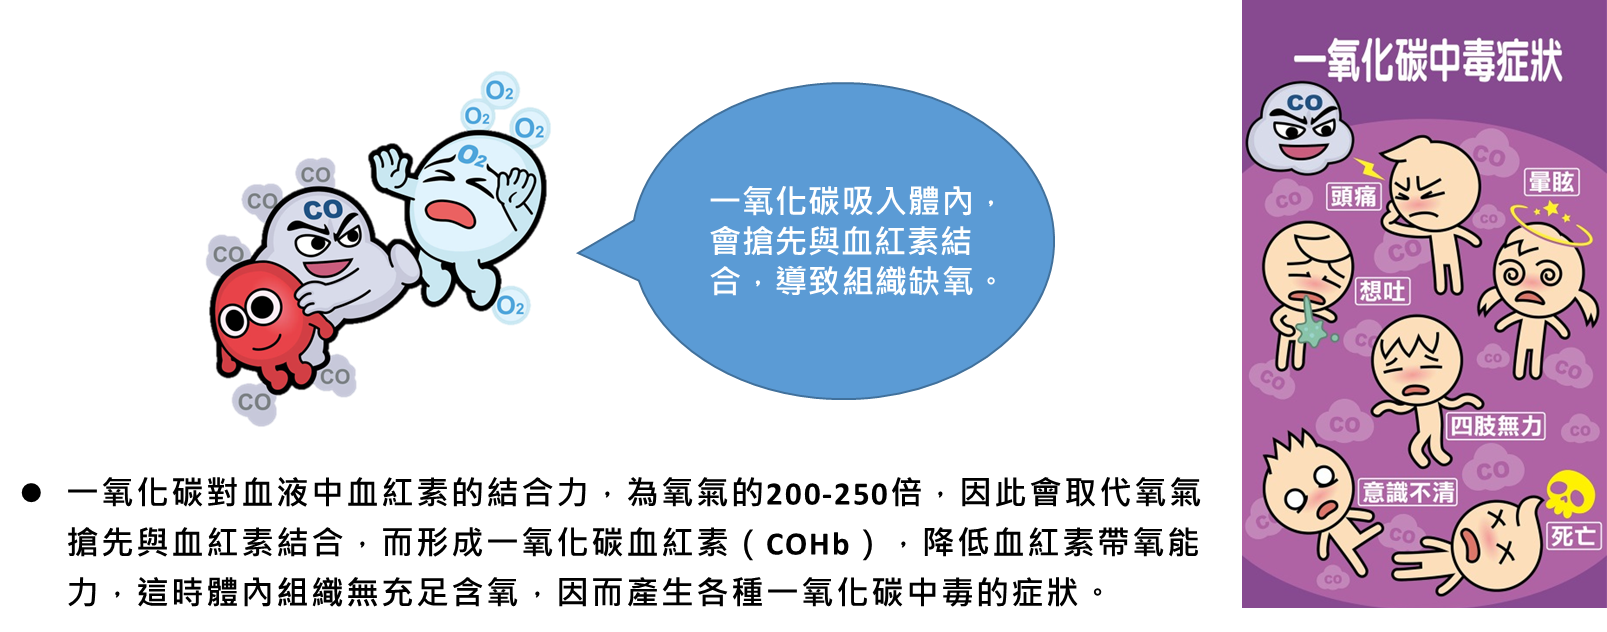 O₂
O₂
O₂
O₂
CO
CO
CO
CO
O₂
CO
CO
一氧化碳吸入體內，
會搶先與血紅素結
合，導致組織缺氧。
● 一氧化碳對血液中血紅素的結合力，為氧氣的200-250倍，因此會取代氧氣
搶先與血紅素結合，而形成一氧化碳血紅素（COHb），降低血紅素帶氧能
力，這時體內組織無充足含氧，因而產生各種一氧化碳中毒的症狀。
一氧化碳中毒症狀
CO
CO
頭痛
暈眩
CO
CO
CO
想吐
CO
CO
CO
CO
CO
四肢無力
CO
CO
意識不清
CO
CO
死亡
CO